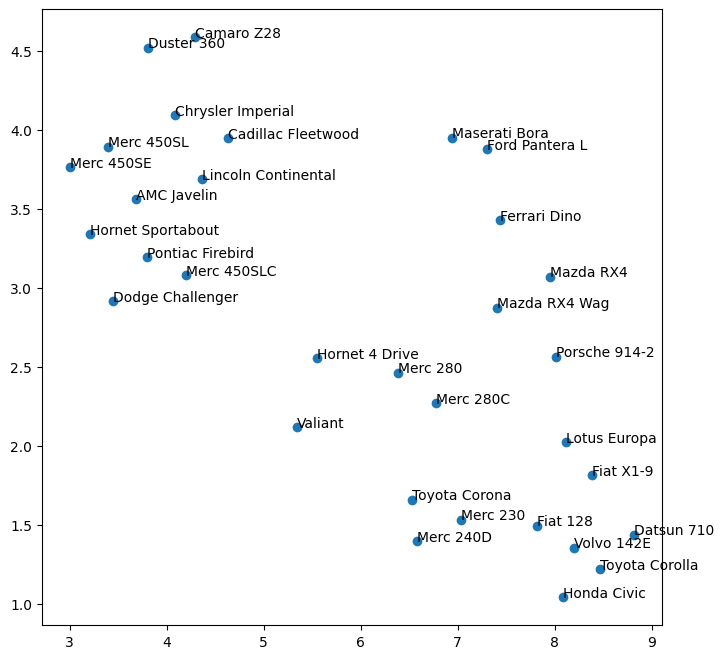 Camaro Z28
Duster 360
4.5
Chrysler Imperial
Cadillac Fleetwood
Maserati Bora
4.0
Merc 450SL
Ford Pantera L
Merc 450SE
Lincoln Continental
AMC Javelin
3.5
Ferrari Dino
Hornet Sportabout
Pontiac Firebird
Merc 450SLC
Mazda RX4
3.0
Dodge Challenger
Mazda RX4 Wag
Hornet 4 Drive
Porsche 914-2
2.5
Merc 280
Merc 280C
Valiant
2.0
Lotus Europa
Fiat X1-9
Toyota Corona
1.5
Merc 230
Fiat 128
Datsun 710
Merc 240D
Volvo 142E
Toyota Corolla
1.0
Honda Civic
3 4 5 6 7 8 9